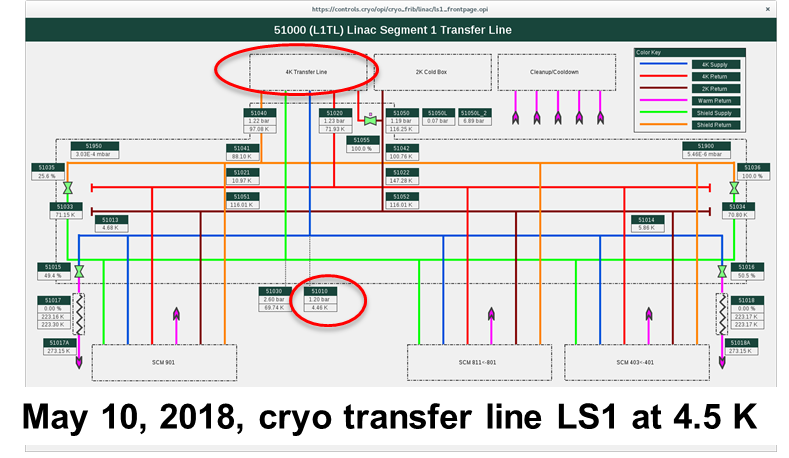 https://controls.cryo/opi/cryo_frib/linac/ls1_frontpage.opi
×
51000 (L1TL) Linac Segment 1 Transfer Line
4K Transfer Line
2K Cold Box
Cleanup/Cooldown
Color Key
4K Supply
4K Return
2K Return
Warm Return
Shield Supply
Shield Return
51040
1.22 bar
97.08 K
51020
1.23 bar
71.93 K
51050
1.19 bar
116.25 K
51050L
0.07 bar
51050L_2
6.89 bar
51055
100.0 %
51950
3.03E-4 mbar
51041
88.10 K
51042
100.76 K
51900
5.46E-6 mbar
51035
25.6 %
51021
10.97 K
51022
147.29 K
51036
100.0 %
51051
116.01 K
51052
116.01 K
51033
71.15 K
51034
70.80 K
51013
4.68 K
51014
5.86 K
51015
49.4 %
51016
50.5 %
51030
2.60 bar
69.74 K
51010
1.20 bar
4.46 K
51017
0.00 %
223.16 K
223.30 K
51018
0.00 %
223.17 K
223.17 K
51017A
273.15 K
51018A
273.15 K
SCM 901
SCM 811<-801
SCM 403<-401
May 10, 2018, cryo transfer line LS1 at 4.5 K